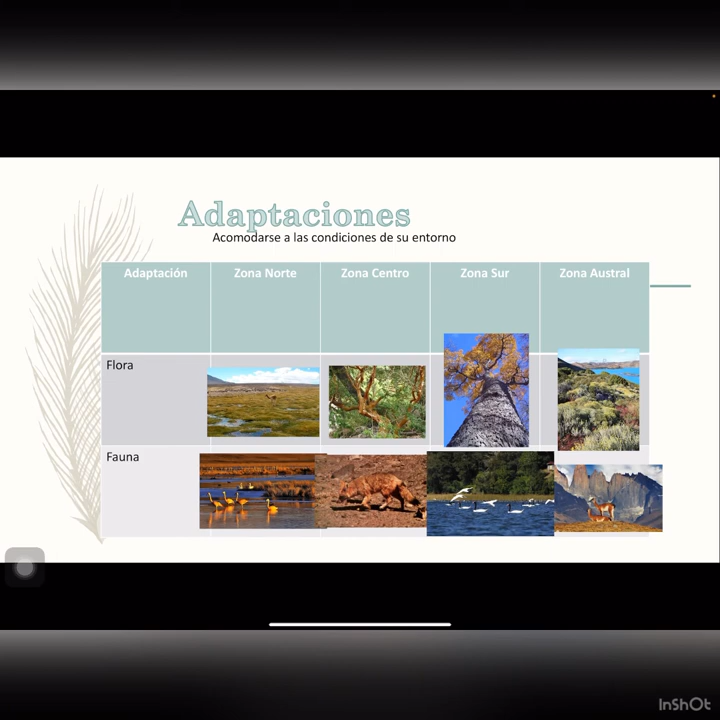 Adaptaciones
Acomodarse a las condiciones de su entorno
Adaptación Zona Norte Zona Centro Zona Sur Zona Austral
Flora
Fauna
InShOt